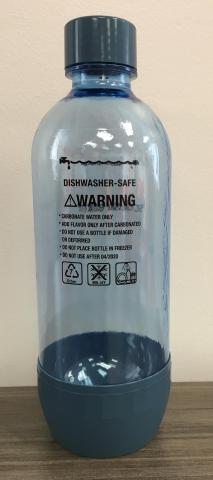 DISHWASHER-SAFE
⚠WARNING
• CARBONATE WATER ONLY
• ADD FLAVOR ONLY AFTER CARBONATED
• DO NOT USE A BOTTLE IF DAMAGED
OR DEFORMED
• DO NOT PLACE BOTTLE IN FREEZER
• DO NOT USE AFTER 04/2020